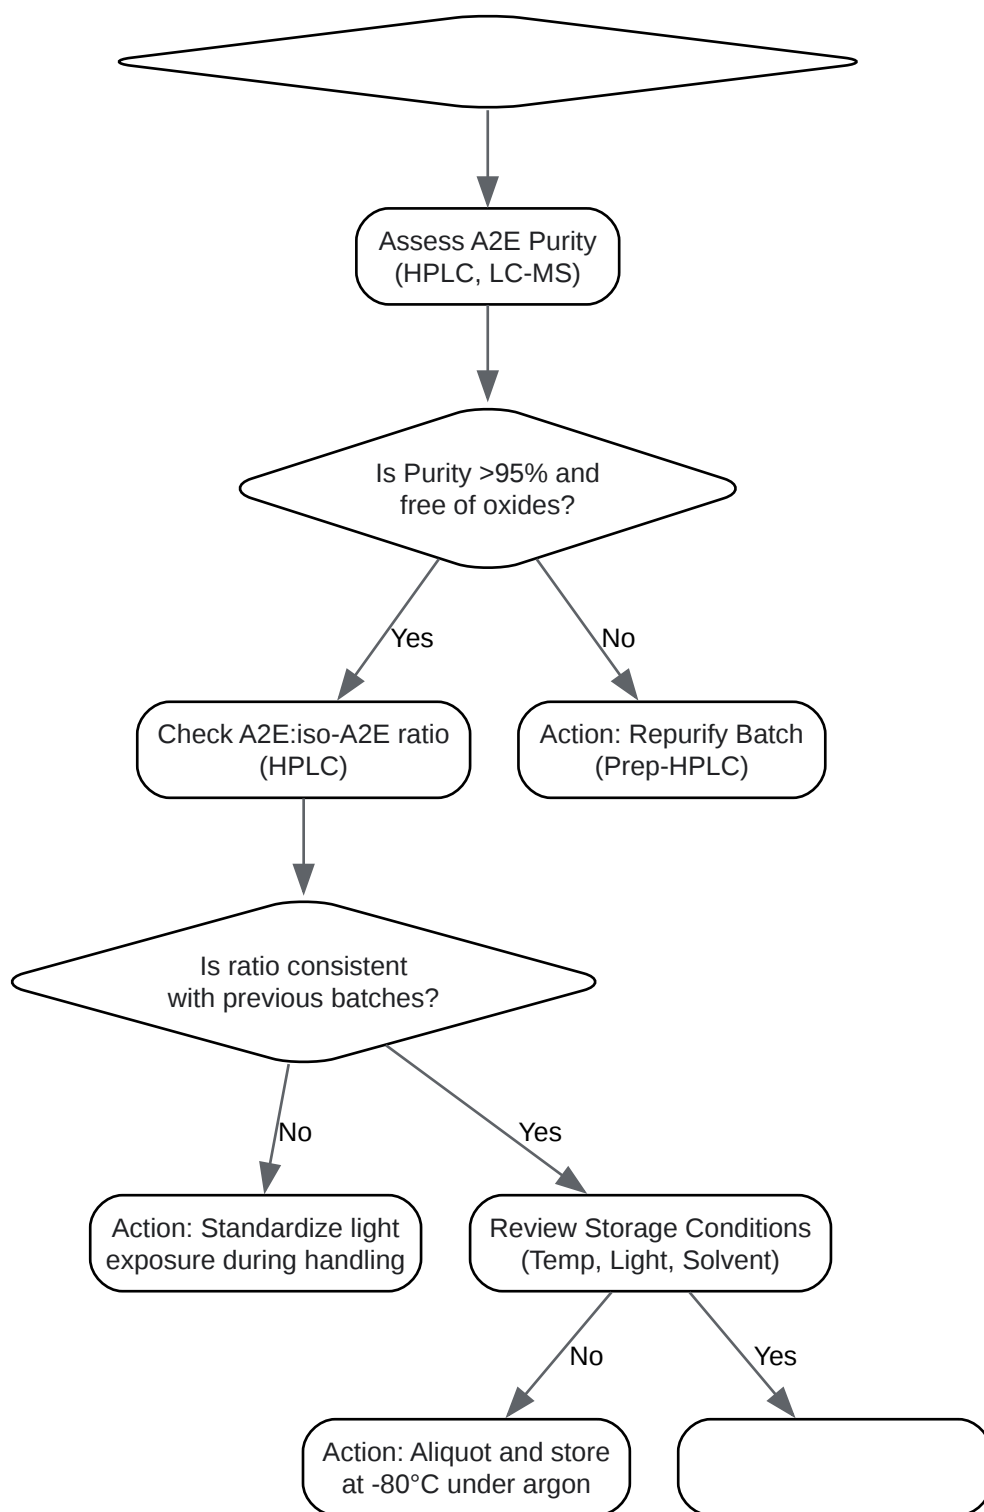 Assess A2E Purity
(HPLC, LC-MS)
Is Purity >95% and
free of oxides?
Yes
No
Check A2E:iso-A2E ratio
(HPLC)
Action: Repurify Batch
(Prep-HPLC)
Is ratio consistent
with previous batches?
No
Yes
Action: Standardize light
exposure during handling
Review Storage Conditions
(Temp, Light, Solvent)
No
Yes
Action: Aliquot and store
at -80°C under argon